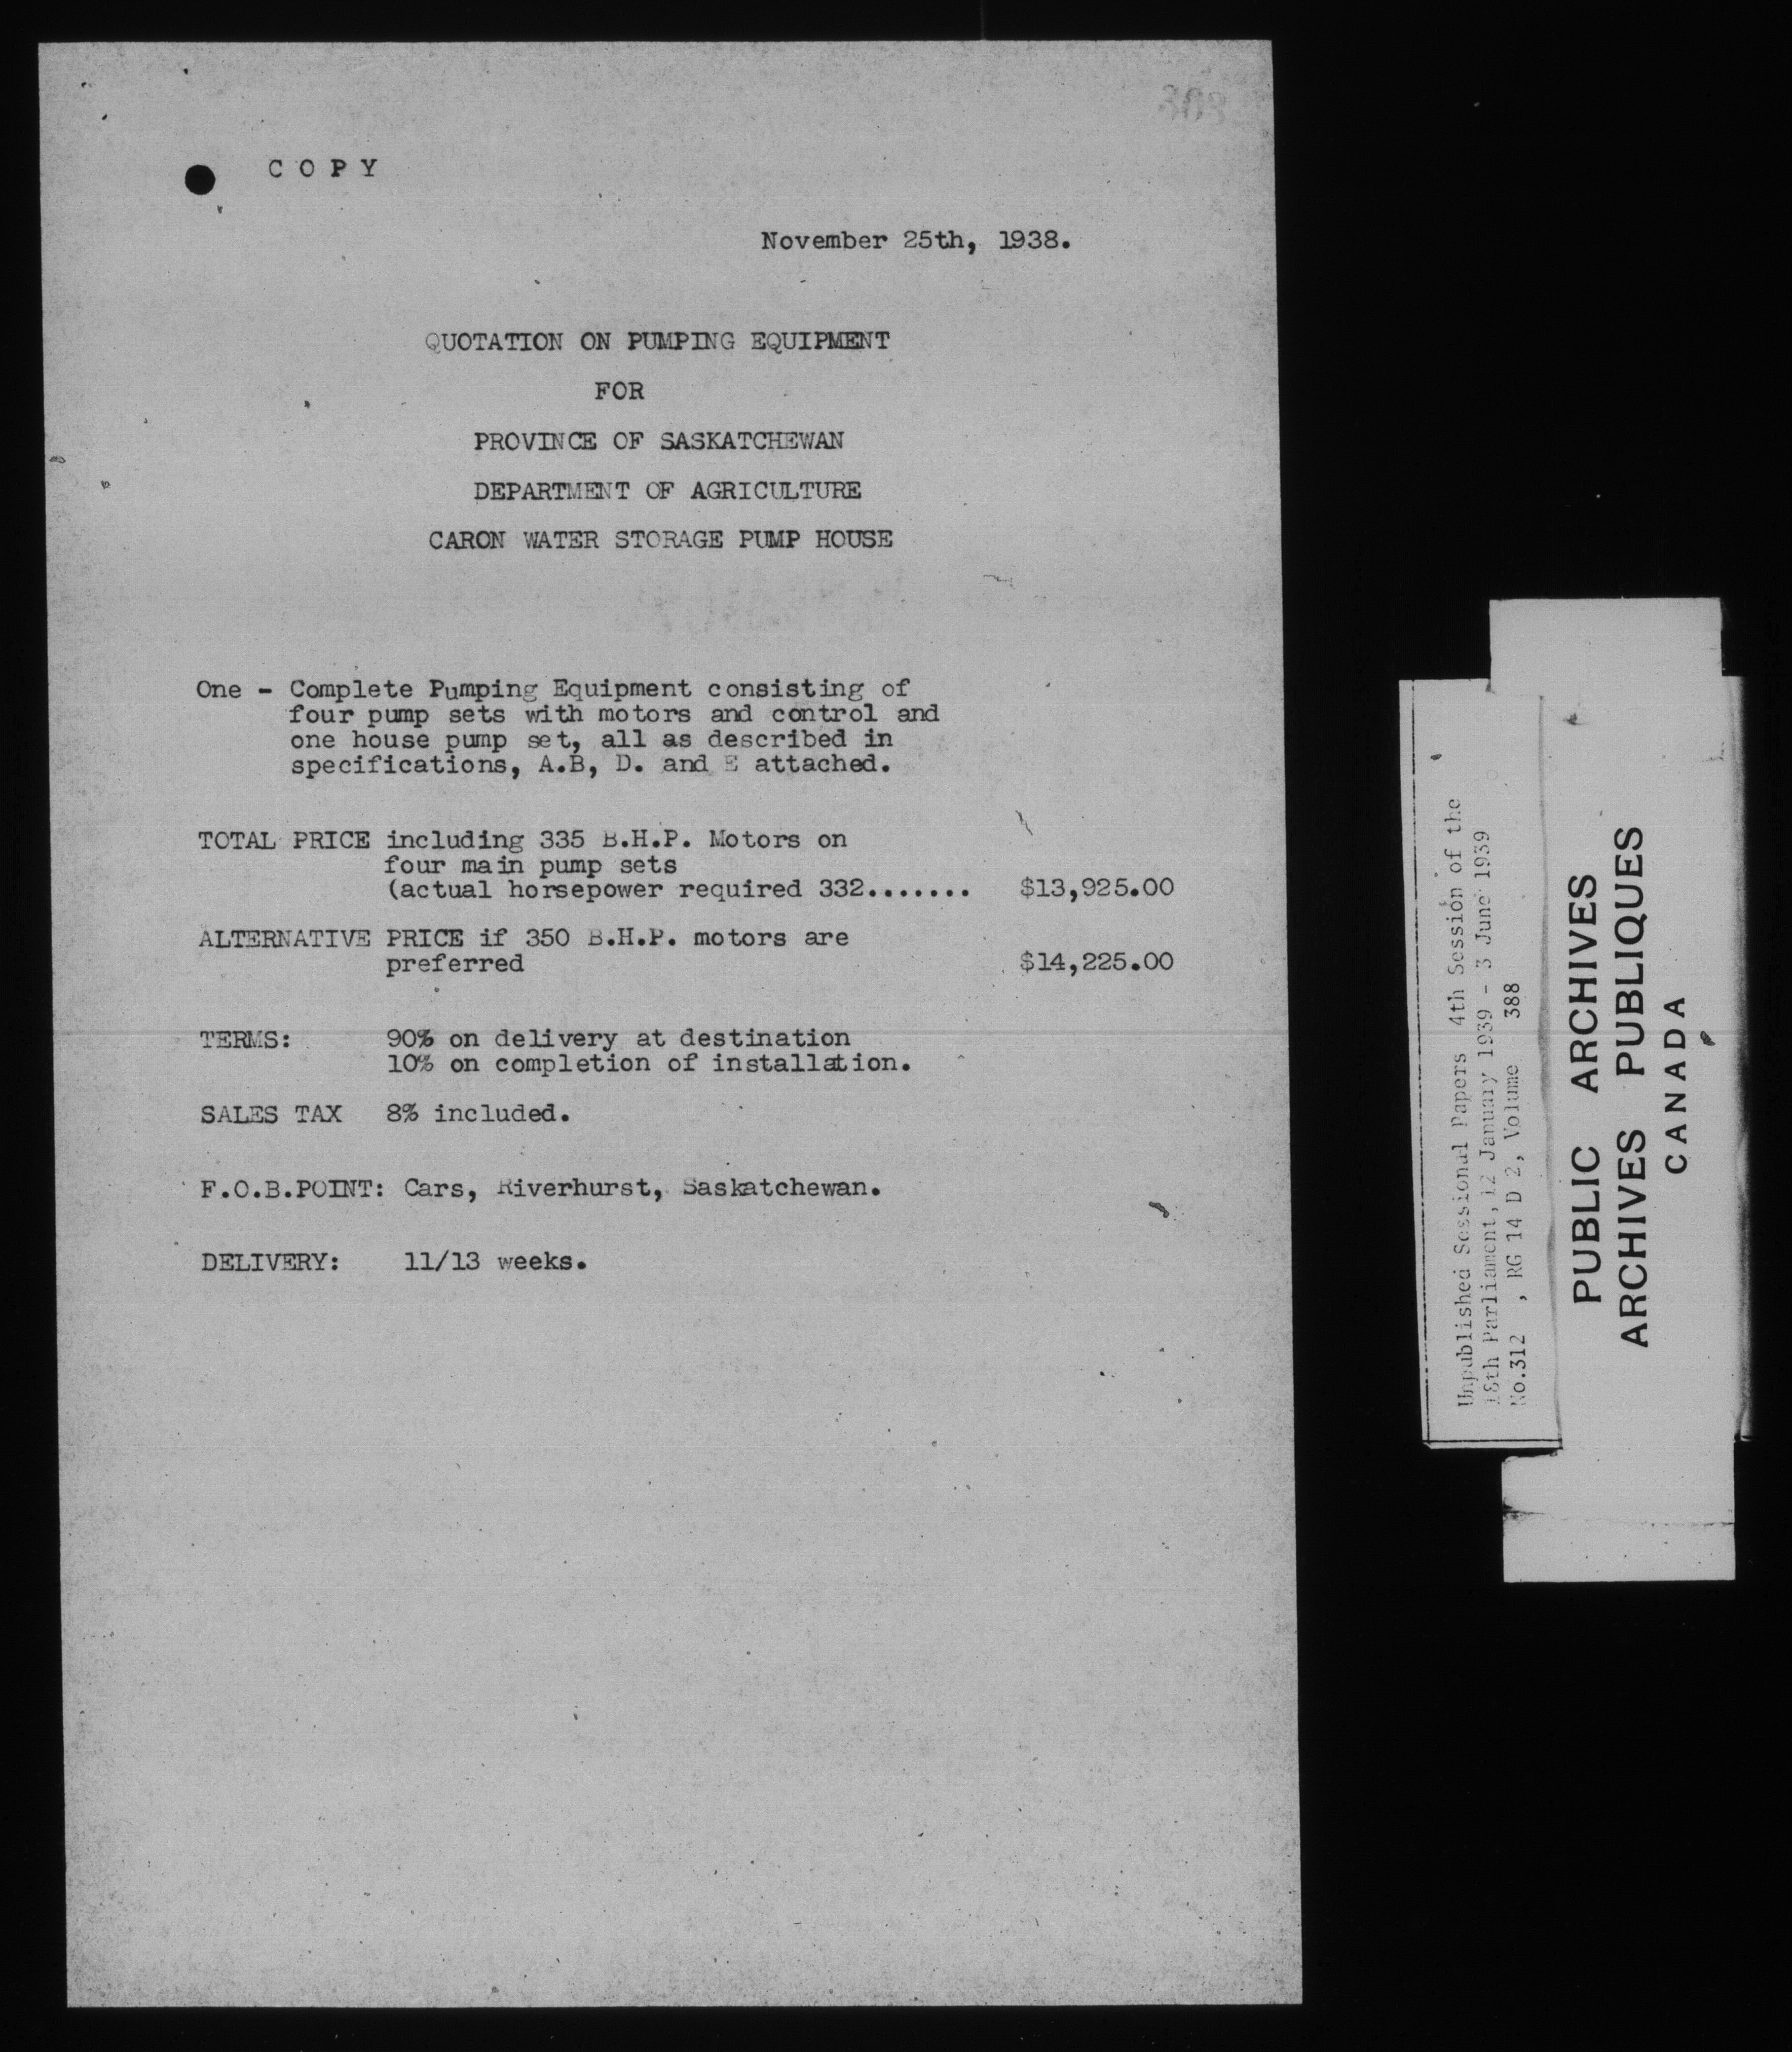 C O P Y
November 25th, 1938.
QUOTATION ON PUMPING EQUIPMENT
FOR
PROVINCE OF SASKATCHEWAN
DEPARTMENT OF AGRICULTURE
CARON WATER STORAGE PUMP HOUSE
One - Complete Pumping Equipment consisting of
four pump sets with motors and control and
one house pump set, all as described in
specifications, A.B, D. and E attached.
TOTAL PRICE including 335 B.H.P. Motors on
four main pump sets
(actual horsepower required 332....... $13,925.00
ALTERNATIVE PRICE if 350 B.H.P. motors are
preferred $14,225.00
TERMS: 90% on delivery at destination
10% on completion of installation.
SALES TAX 8% included.
F.O.B.POINT: Cars, Riverhurst, Saskatchewan.
DELIVERY: 11/13 weeks.
Unpublished Sessional Papers 4th Session of the
18th Parliament, 12 January 1939 - 3 June 1939
No.312 , RG 14 D 2, Volume 388
PUBLIC ARCHIVES
ARCHIVES PUBLIQUES
CANADA